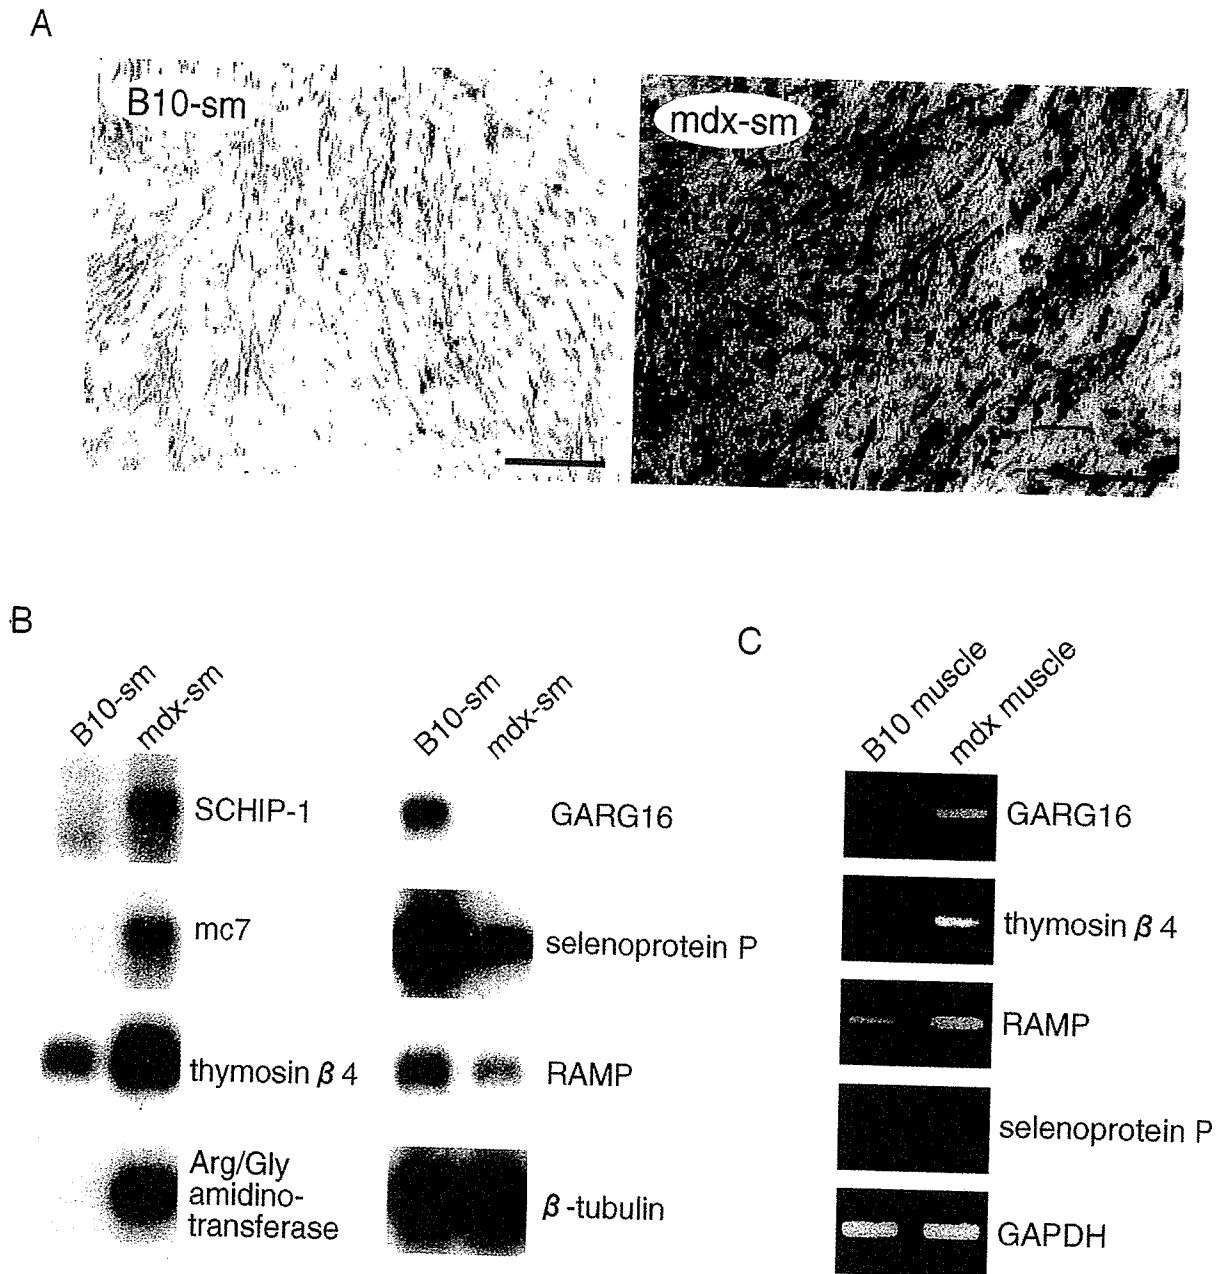 A
B10-sm
mdx-sm
B
B10-sm
mdx-sm
SCHIP-1
mc7
thymosin β 4
Arg/Gly
amidino-
transferase
B10-sm
mdx-sm
GARG16
selenoprotein P
RAMP
β -tubulin
C
B10 muscle
mdx muscle
GARG16
thymosin β 4
RAMP
selenoprotein P
GAPDH